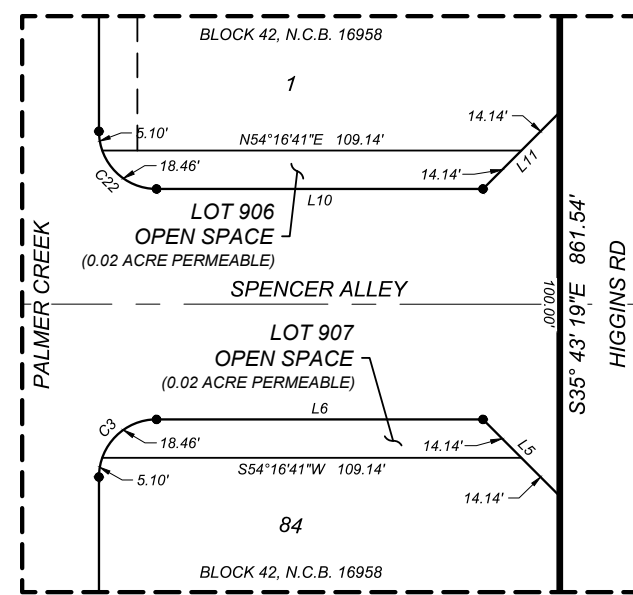 BLOCK 42, N.C.B. 16958
1
14.14'
5.10'
N54°16'41"E 109.14'
18.46'
14.14'
L11
C22
L10
LOT 906
OPEN SPACE
(0.02 ACRE PERMEABLE)
PALMER CREEK
SPENCER ALLEY
100.00'
S35° 43' 19"E 861.54'
HIGGINS RD
LOT 907
OPEN SPACE
(0.02 ACRE PERMEABLE)
L6
C3
18.46'
14.14'
L5
5.10'
S54°16'41"W 109.14'
14.14'
84
BLOCK 42, N.C.B. 16958